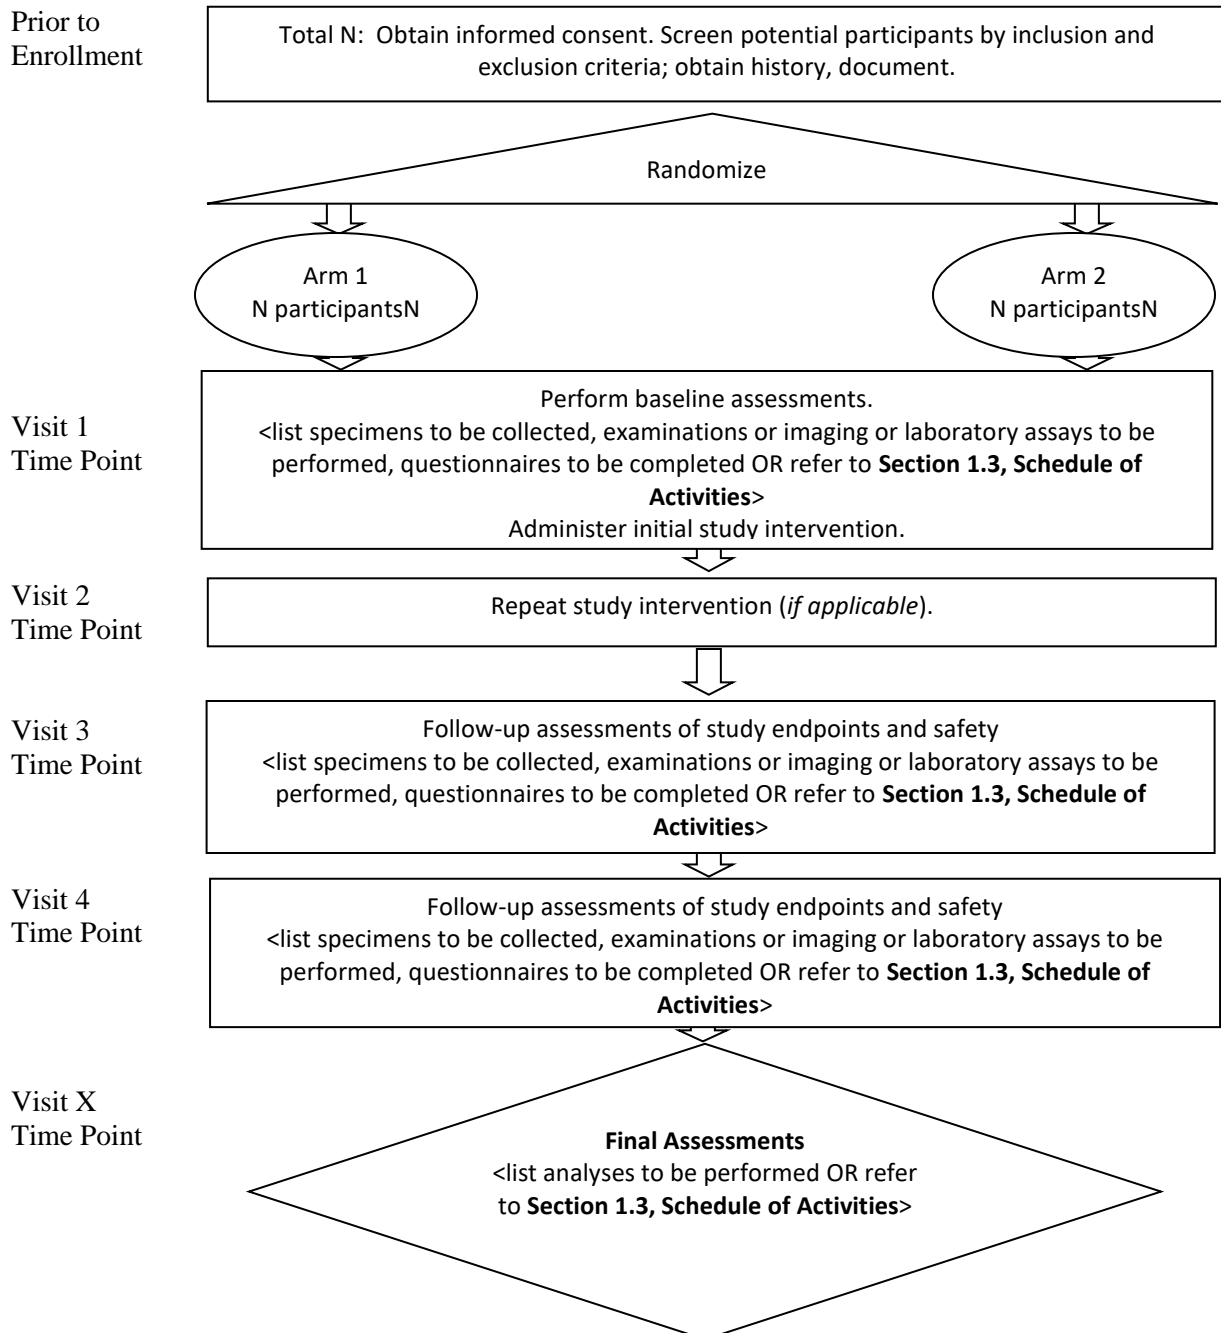 Prior to
Enrollment
Total N:  Obtain informed consent. Screen potential participants by inclusion and
exclusion criteria; obtain history, document.
Randomize
Arm 1
N participantsN
Arm 2
N participantsN
Visit 1
Time Point
Perform baseline assessments.
<list specimens to be collected, examinations or imaging or laboratory assays to be
performed, questionnaires to be completed OR refer to Section 1.3, Schedule of
Activities>
Administer initial study intervention.
Visit 2
Time Point
Repeat study intervention (if applicable).
Visit 3
Time Point
Follow-up assessments of study endpoints and safety
<list specimens to be collected, examinations or imaging or laboratory assays to be
performed, questionnaires to be completed OR refer to Section 1.3, Schedule of
Activities>
Visit 4
Time Point
Follow-up assessments of study endpoints and safety
<list specimens to be collected, examinations or imaging or laboratory assays to be
performed, questionnaires to be completed OR refer to Section 1.3, Schedule of
Activities>
Visit X
Time Point
Final Assessments
<list analyses to be performed OR refer
to Section 1.3, Schedule of Activities>